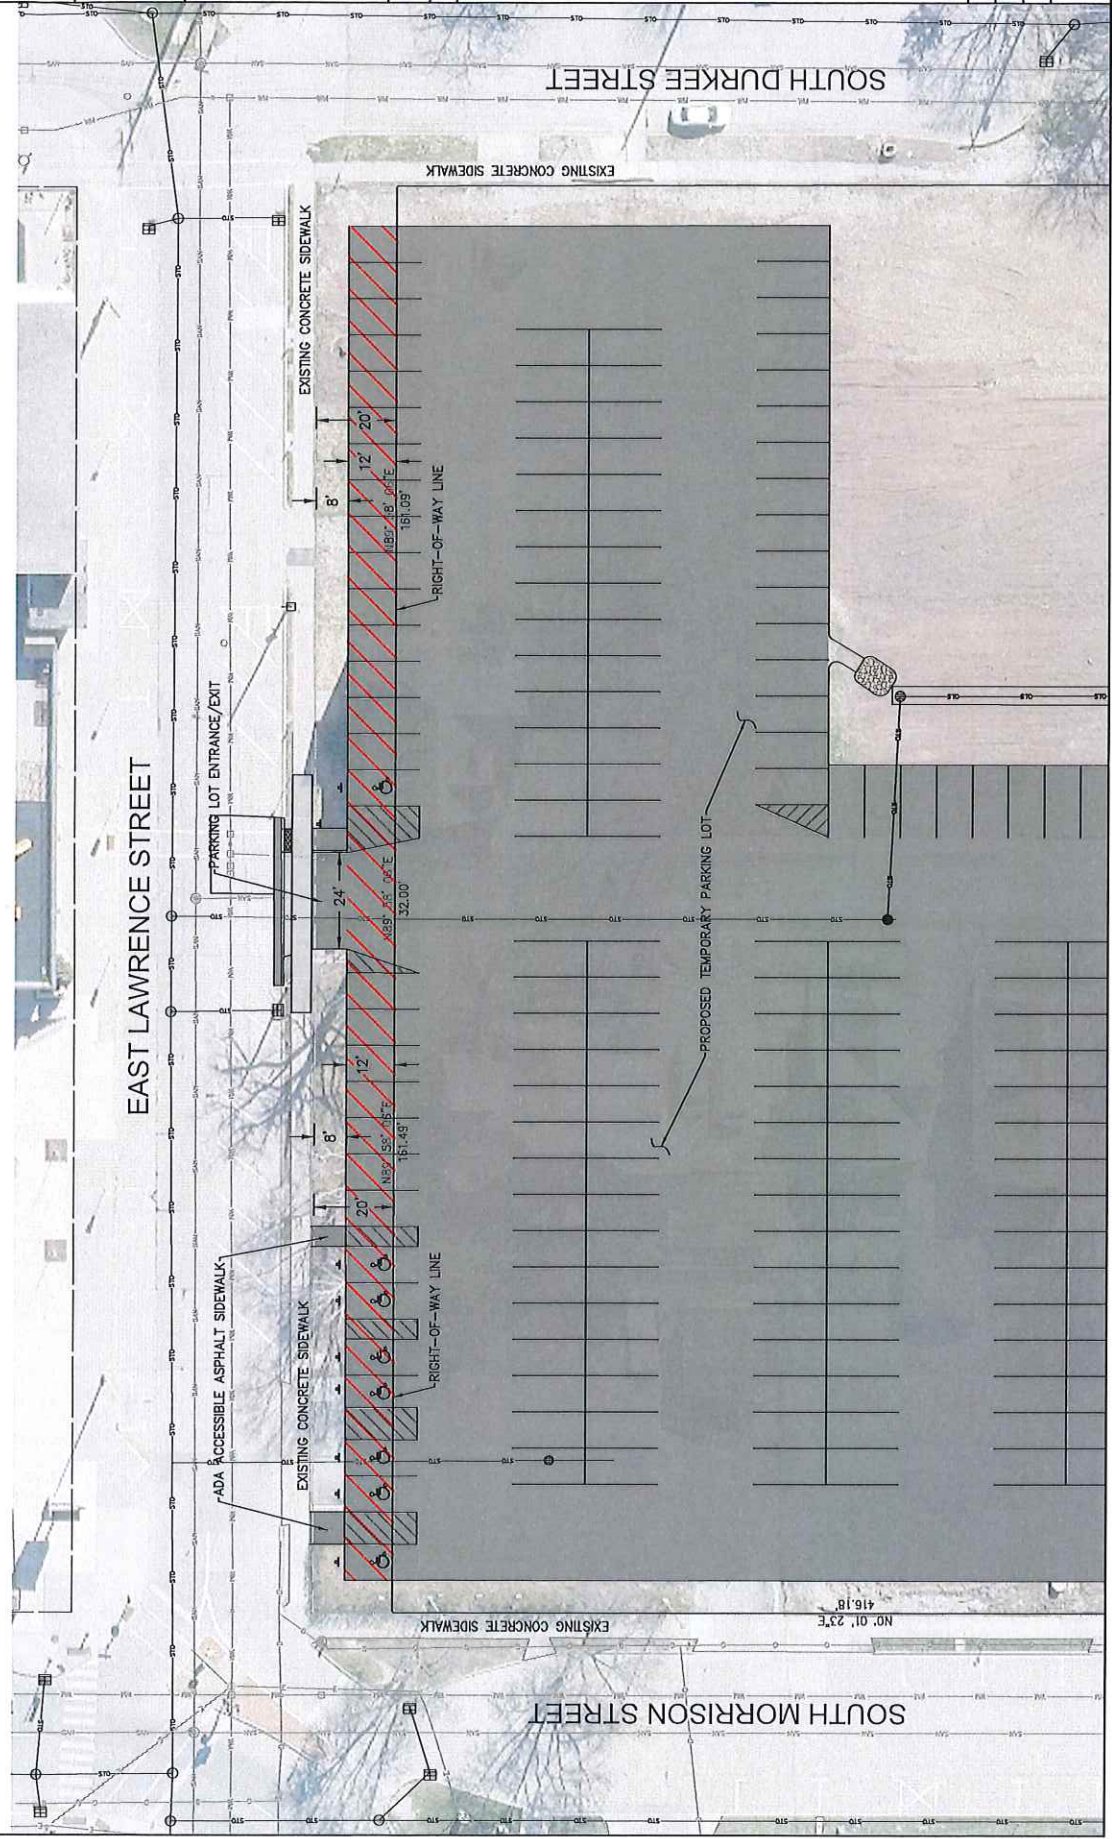 EAST LAWRENCE STREET
SOUTH DURKEE STREET
SOUTH MORRISON STREET
PARKING LOT ENTRANCE/EXIT
ADA ACCESSIBLE ASPHALT SIDEWALK
EXISTING CONCRETE SIDEWALK
EXISTING CONCRETE SIDEWALK
EXISTING CONCRETE SIDEWALK
EXISTING CONCRETE SIDEWALK
20'
8'
12'
N89° 58' 06"E
161.49'
RIGHT-OF-WAY LINE
24'
N89° 58' 06"E
32.00'
8'
12'
20'
N89° 58' 06"E
161.09'
RIGHT-OF-WAY LINE
PROPOSED TEMPORARY PARKING LOT
N0° 01' 23"E
416.18'
STO
SAN
WM